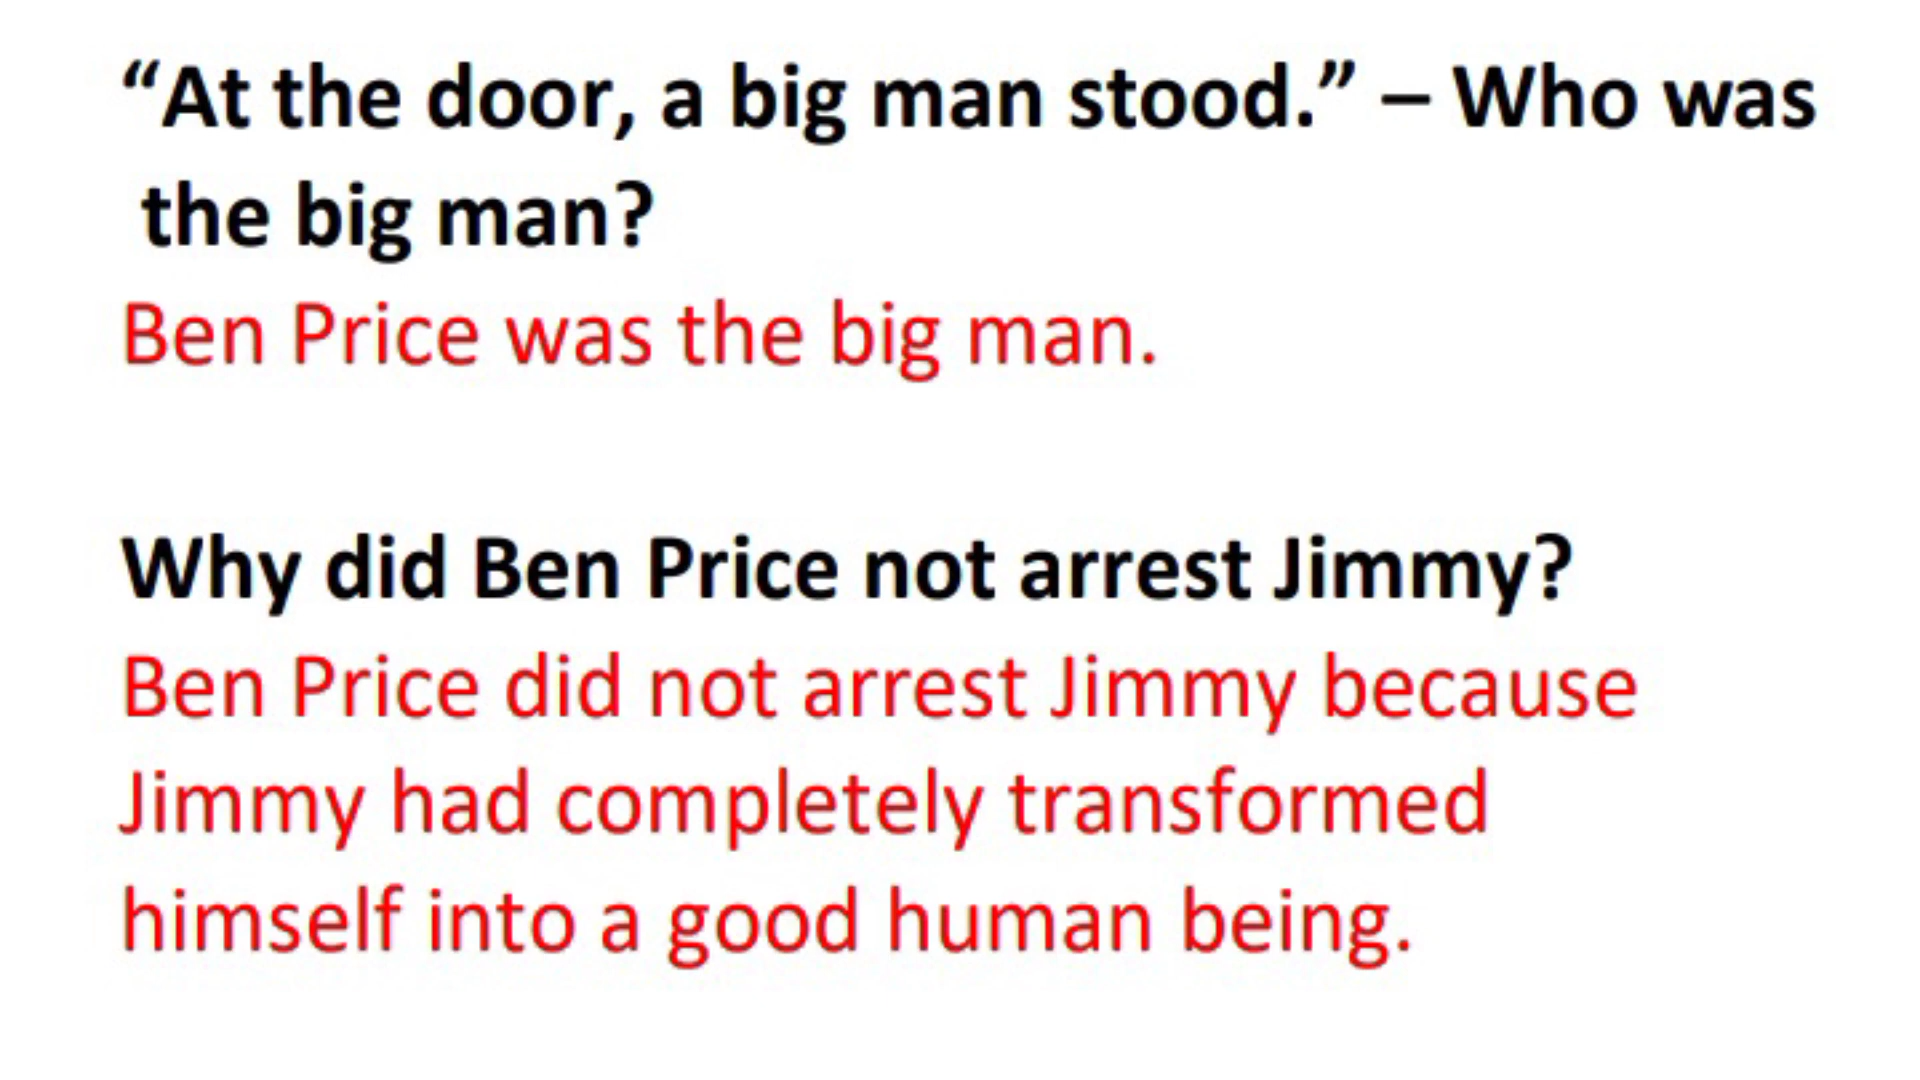 “At the door, a big man stood.” – Who was
the big man?
Ben Price was the big man.
Why did Ben Price not arrest Jimmy?
Ben Price did not arrest Jimmy because
Jimmy had completely transformed
himself into a good human being.